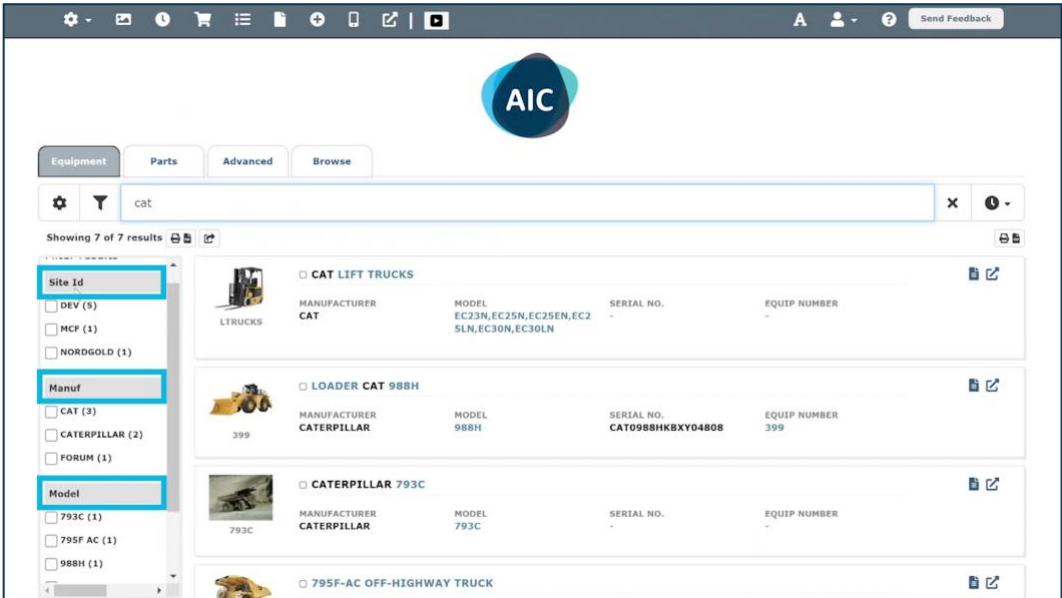 A
Send Feedback
AIC
Equipment
Parts
Advanced
Browse
cat
Showing 7 of 7 results
Site Id
DEV (5)
MCF (1)
NORDGOLD (1)
Manuf
CAT (3)
CATERPILLAR (2)
FORUM (1)
Model
793C (1)
795F AC (1)
988H (1)
LTRUCKS
CAT LIFT TRUCKS
MANUFACTURER
CAT
MODEL
EC23N,EC25N,EC25EN,EC2
5LN,EC30N,EC30LN
SERIAL NO.
-
EQUIP NUMBER
-
399
LOADER CAT 988H
MANUFACTURER
CATERPILLAR
MODEL
988H
SERIAL NO.
CAT0988HKBXY04808
EQUIP NUMBER
399
793C
CATERPILLAR 793C
MANUFACTURER
CATERPILLAR
MODEL
793C
SERIAL NO.
-
EQUIP NUMBER
-
795F-AC OFF-HIGHWAY TRUCK